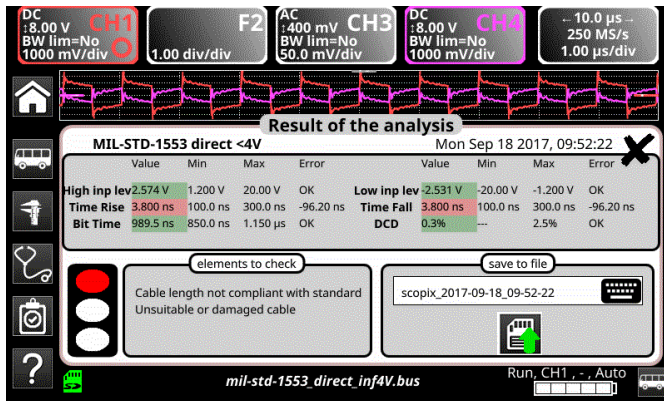 DC
↕8.00 V CH1
BW lim=No
1000 mV/div
F2
1.00 div/div
AC
↕400 mV CH3
BW lim=No
50.0 mV/div
DC
↕8.00 V CH4
BW lim=No
1000 mV/div
←10.0 µs→
250 MS/s
1.00 µs/div
Result of the analysis
MIL-STD-1553 direct <4V Mon Sep 18 2017, 09:52:22
Value Min Max Error Value Min Max Error
High inp lev 2.574 V 1.200 V 20.00 V OK Low inp lev -2.531 V -20.00 V -1.200 V OK
Time Rise 3.800 ns 100.0 ns 300.0 ns -96.20 ns Time Fall 3.800 ns 100.0 ns 300.0 ns -96.20 ns
Bit Time 989.5 ns 850.0 ns 1.150 µs OK DCD 0.3% --- 2.5% OK
elements to check
Cable length not compliant with standard
Unsuitable or damaged cable
save to file
scopix_2017-09-18_09-52-22
mil-std-1553_direct_inf4V.bus
Run, CH1 , - , Auto